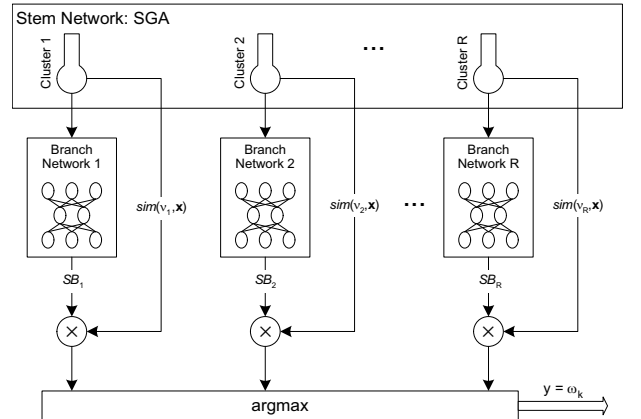 Stem Network: SGA
Cluster 1
Cluster 2
...
Cluster R
Branch
Network 1
Branch
Network 2
Branch
Network R
sim(ν₁,x)
sim(ν₂,x)
...
sim(νR,x)
SB₁
SB₂
SBR
×
×
×
argmax
y = ωk